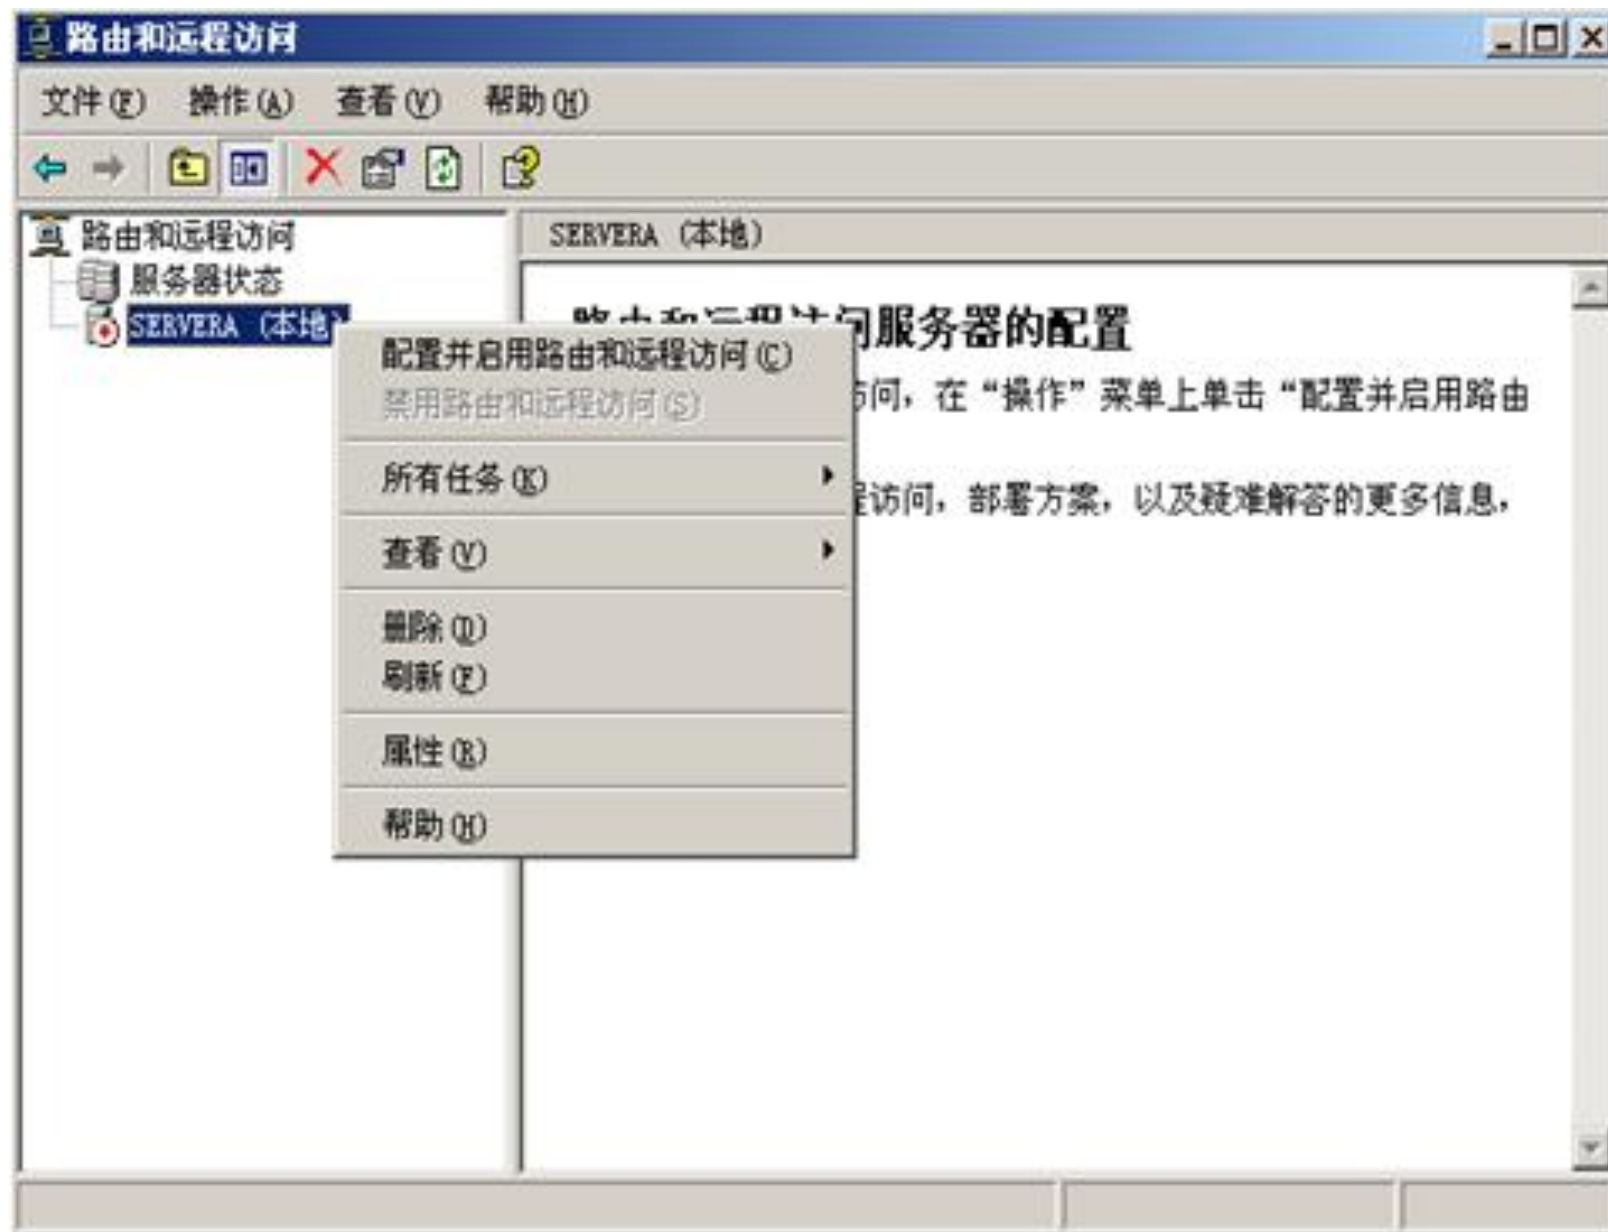 路由和远程访问
文件(F) 操作(A) 查看(V) 帮助(H)
路由和远程访问
服务器状态
SERVERA (本地)
SERVERA (本地)
服务器的配置
访问，在“操作”菜单上单击“配置并启用路由
程访问，部署方案，以及疑难解答的更多信息，
配置并启用路由和远程访问(C)
禁用路由和远程访问(S)
所有任务(K)
查看(V)
删除(D)
刷新(F)
属性(R)
帮助(H)